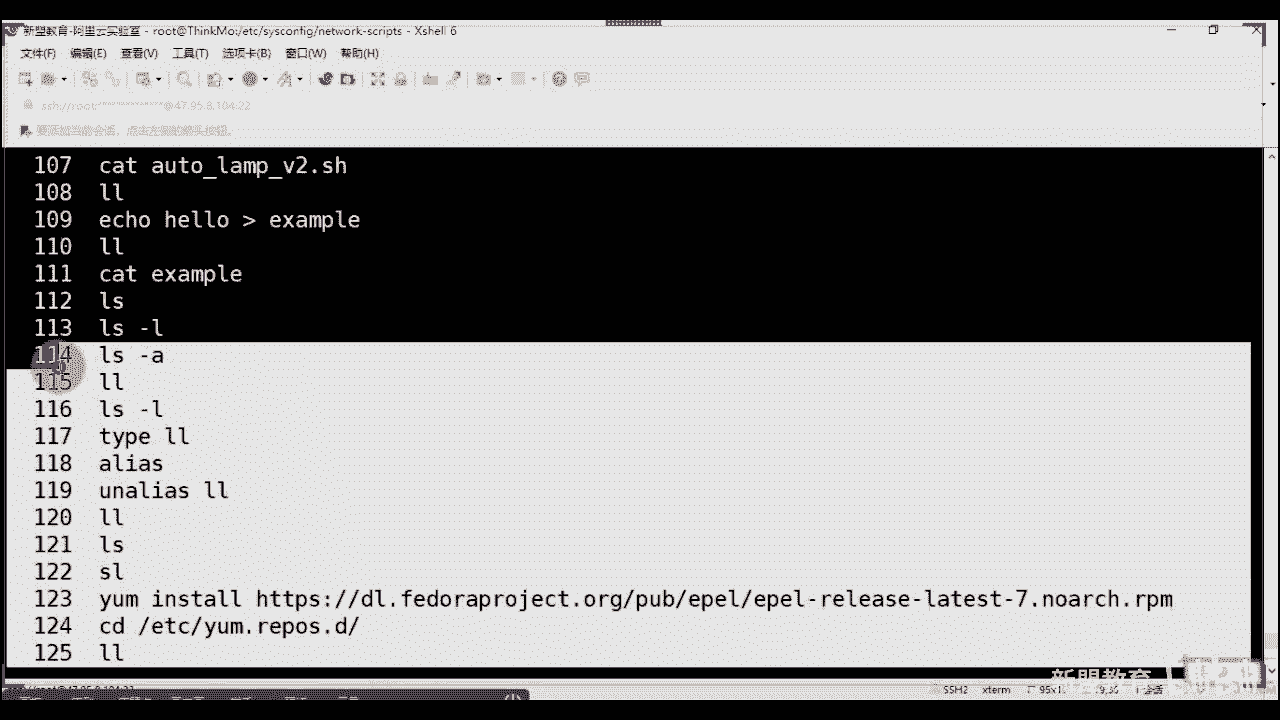 新盟教育-阿里云实验室 - root@ThinkMo:/etc/sysconfig/network-scripts - Xshell 6
文件(F) 编辑(E) 查看(V) 工具(T) 选项卡(B) 窗口(W) 帮助(H)
ssh://root:***************@47.95.8.104:22
要添加当前会话，点击左侧的箭头按钮。
107 cat auto_lamp_v2.sh
108 ll
109 echo hello > example
110 ll
111 cat example
112 ls
113 ls -l
114 ls -a
115 ll
116 ls -l
117 type ll
118 alias
119 unalias ll
120 ll
121 ls
122 sl
123 yum install https://dl.fedoraproject.org/pub/epel/epel-release-latest-7.noarch.rpm
124 cd /etc/yum.repos.d/
125 ll
新盟教育
SSH2 xterm